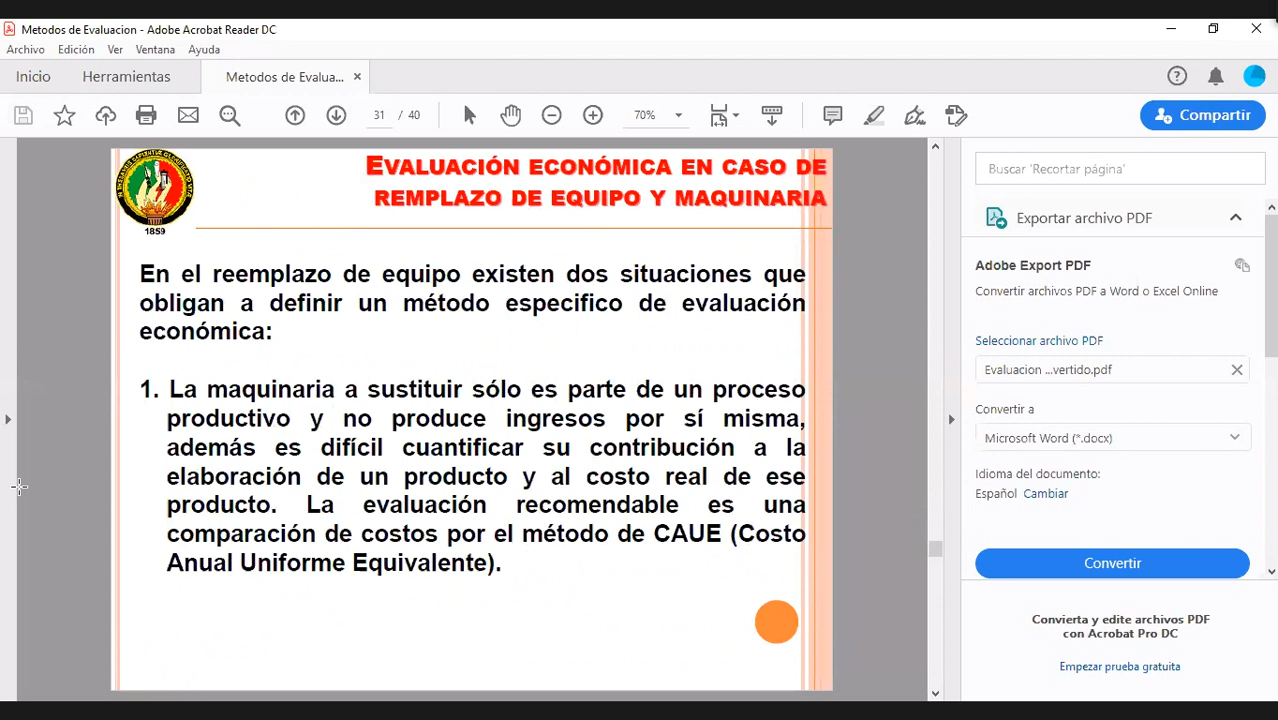 Metodos de Evaluacion - Adobe Acrobat Reader DC
Archivo Edición Ver Ventana Ayuda
Inicio Herramientas Metodos de Evalua... ×
31 / 40 70% Compartir
EVALUACIÓN ECONÓMICA EN CASO DE
REMPLAZO DE EQUIPO Y MAQUINARIA
1859
En el reemplazo de equipo existen dos situaciones que
obligan a definir un método especifico de evaluación
económica:
1. La maquinaria a sustituir sólo es parte de un proceso
productivo y no produce ingresos por sí misma,
además es difícil cuantificar su contribución a la
elaboración de un producto y al costo real de ese
producto. La evaluación recomendable es una
comparación de costos por el método de CAUE (Costo
Anual Uniforme Equivalente).
Buscar 'Recortar página'
Exportar archivo PDF
Adobe Export PDF
Convertir archivos PDF a Word o Excel Online
Seleccionar archivo PDF
Evaluacion ...vertido.pdf
Convertir a
Microsoft Word (*.docx)
Idioma del documento:
Español Cambiar
Convertir
Convierta y edite archivos PDF
con Acrobat Pro DC
Empezar prueba gratuita